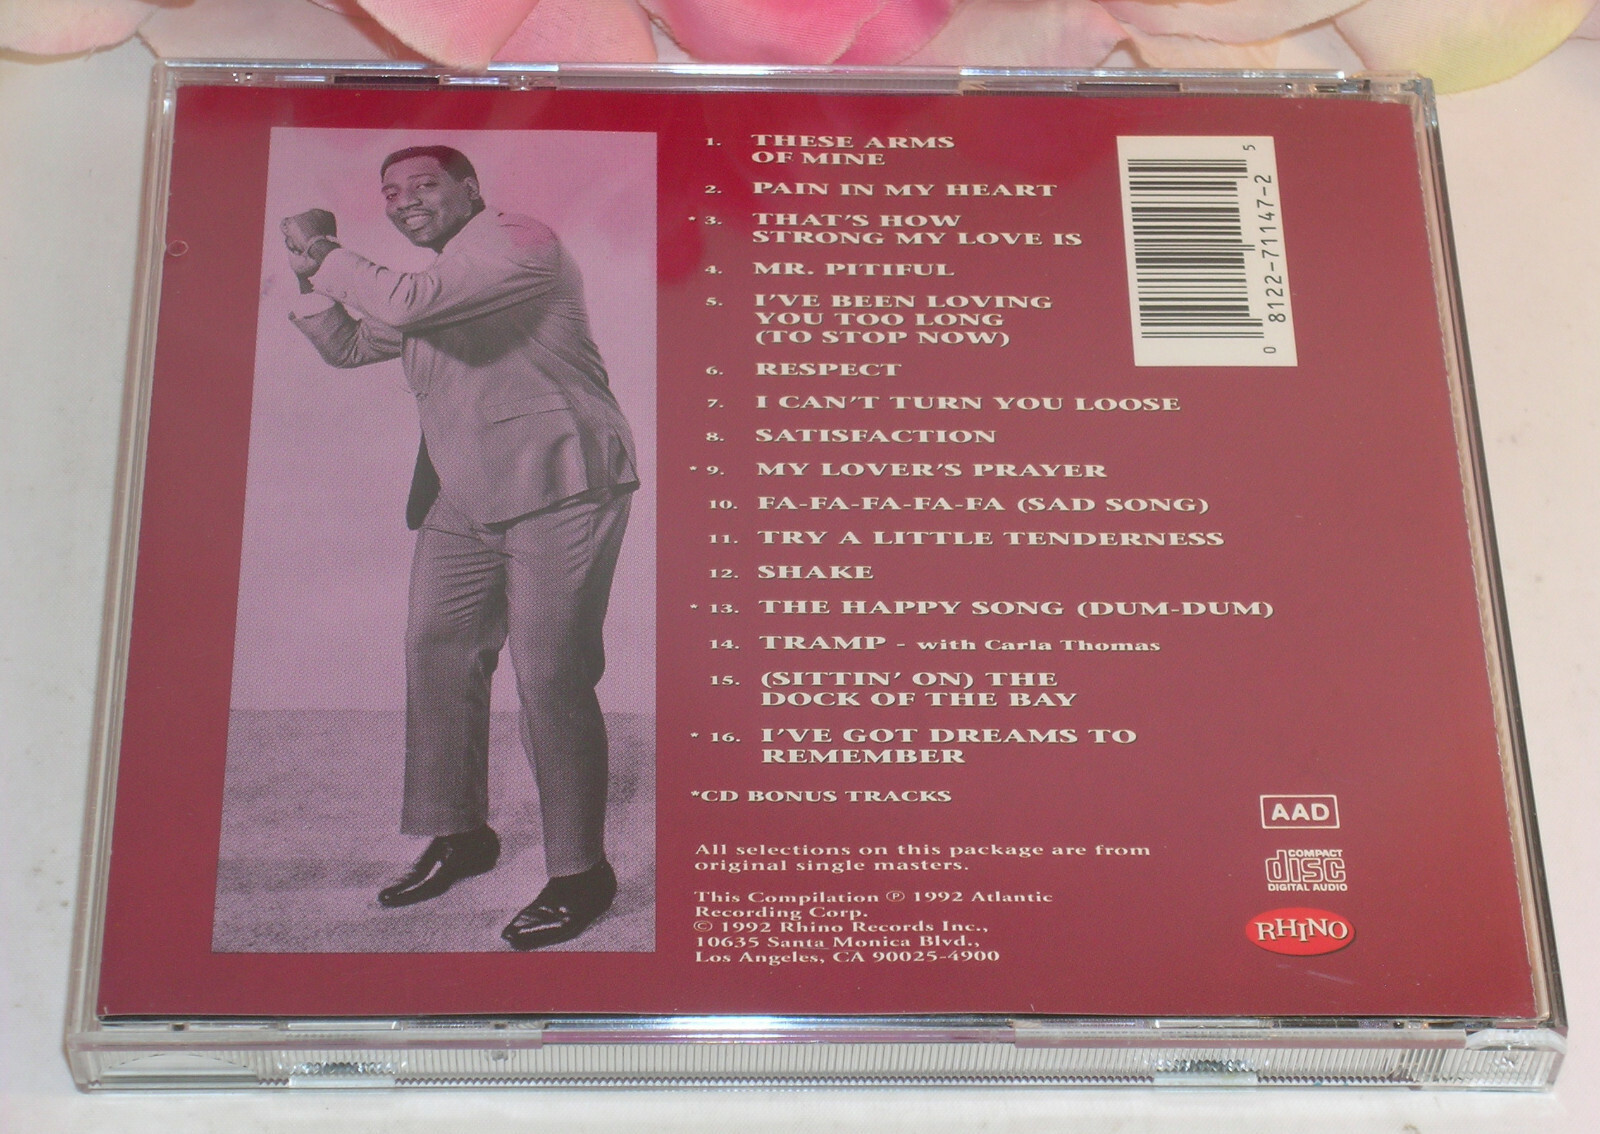 1. THESE ARMS
OF MINE
2. PAIN IN MY HEART
* 3. THAT'S HOW
STRONG MY LOVE IS
4. MR. PITIFUL
5. I'VE BEEN LOVING
YOU TOO LONG
(TO STOP NOW)
6. RESPECT
7. I CAN'T TURN YOU LOOSE
8. SATISFACTION
* 9. MY LOVER'S PRAYER
10. FA-FA-FA-FA-FA (SAD SONG)
11. TRY A LITTLE TENDERNESS
12. SHAKE
* 13. THE HAPPY SONG (DUM-DUM)
14. TRAMP - with Carla Thomas
15. (SITTIN' ON) THE
DOCK OF THE BAY
* 16. I'VE GOT DREAMS TO
REMEMBER
*CD BONUS TRACKS
All selections on this package are from
original single masters.
This Compilation ℗ 1992 Atlantic
Recording Corp.
© 1992 Rhino Records Inc.,
10635 Santa Monica Blvd.,
Los Angeles, CA 90025-4900
0 8122-71147-2 5
AAD
COMPACT
disc
DIGITAL AUDIO
RHINO